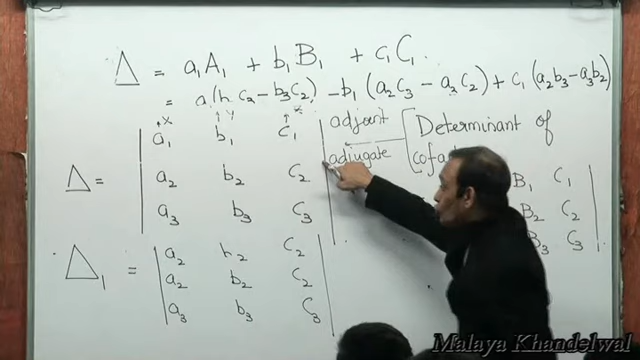 Δ = a₁A₁ + b₁B₁ + c₁C₁.
= a₁(b₂c₃ - b₃c₂) - b₁(a₂c₃ - a₃c₂) + c₁(a₂b₃ - a₃b₂)
a₁ b₁ c₁
Δ = a₂ b₂ c₂
a₃ b₃ c₃
adjoint
adjugate
Determinant of
B₁ C₁
B₂ C₂
B₃ C₃
Δ₁ = a₂ b₂ c₂
a₂ b₂ c₂
a₃ b₃ c₃
Malaya Khandelwal